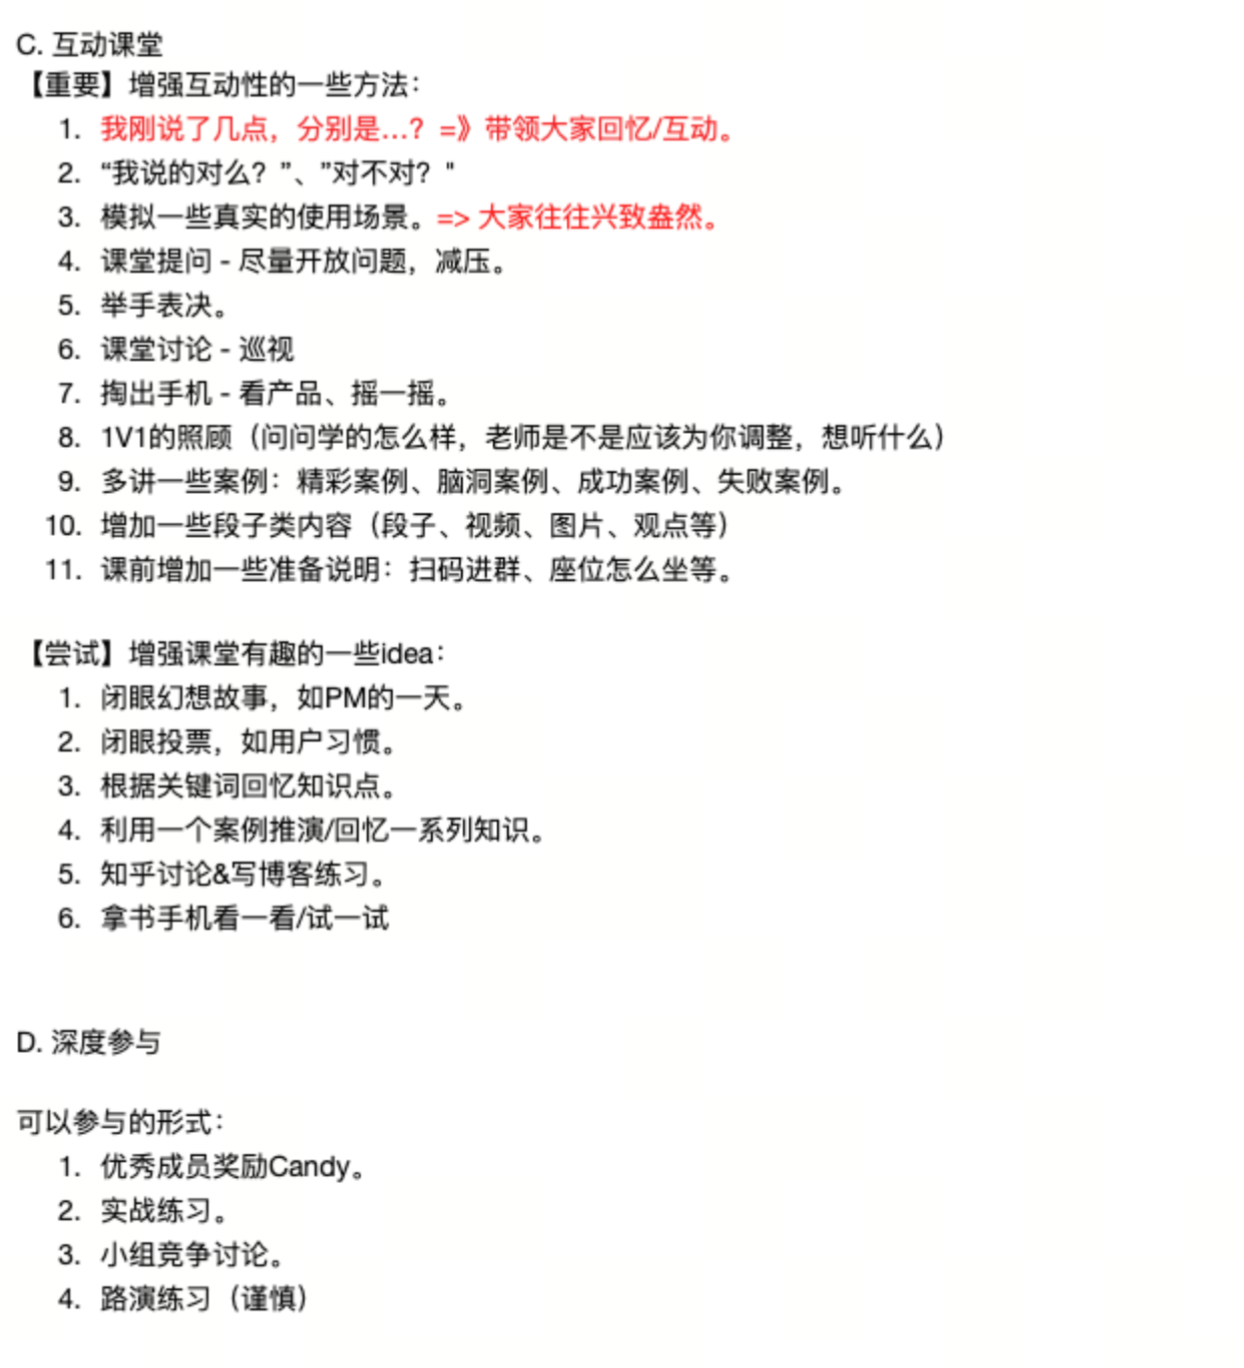 C. 互动课堂
【重要】增强互动性的一些方法：
1. 我刚说了几点，分别是...？=》带领大家回忆/互动。
2. “我说的对么？”、”对不对？"
3. 模拟一些真实的使用场景。=> 大家往往兴致盎然。
4. 课堂提问 - 尽量开放问题，减压。
5. 举手表决。
6. 课堂讨论 - 巡视
7. 掏出手机 - 看产品、摇一摇。
8. 1V1的照顾（问问学的怎么样，老师是不是应该为你调整，想听什么）
9. 多讲一些案例：精彩案例、脑洞案例、成功案例、失败案例。
10. 增加一些段子类内容（段子、视频、图片、观点等）
11. 课前增加一些准备说明：扫码进群、座位怎么坐等。
【尝试】增强课堂有趣的一些idea：
1. 闭眼幻想故事，如PM的一天。
2. 闭眼投票，如用户习惯。
3. 根据关键词回忆知识点。
4. 利用一个案例推演/回忆一系列知识。
5. 知乎讨论&写博客练习。
6. 拿书手机看一看/试一试
D. 深度参与
可以参与的形式：
1. 优秀成员奖励Candy。
2. 实战练习。
3. 小组竞争讨论。
4. 路演练习（谨慎）